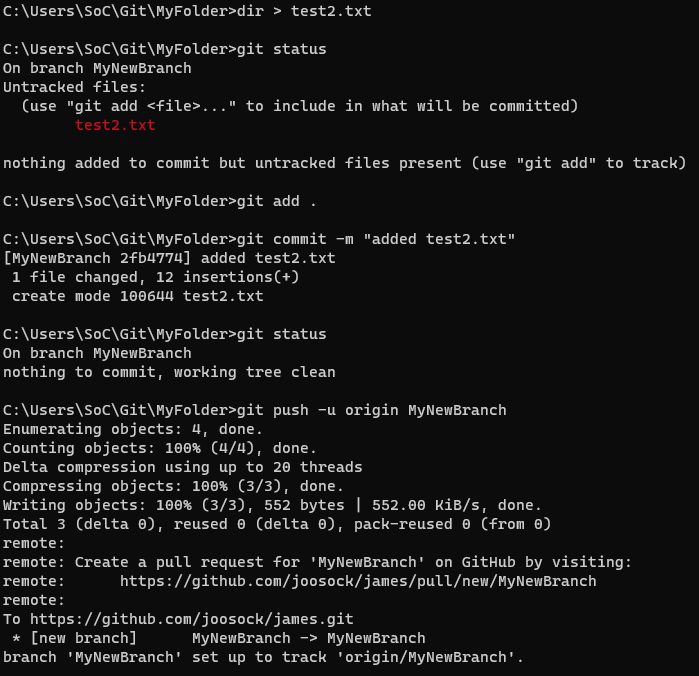 C:\Users\SoC\Git\MyFolder>dir > test2.txt
C:\Users\SoC\Git\MyFolder>git status
On branch MyNewBranch
Untracked files:
  (use "git add <file>..." to include in what will be committed)
        test2.txt
nothing added to commit but untracked files present (use "git add" to track)
C:\Users\SoC\Git\MyFolder>git add .
C:\Users\SoC\Git\MyFolder>git commit -m "added test2.txt"
[MyNewBranch 2fb4774] added test2.txt
 1 file changed, 12 insertions(+)
 create mode 100644 test2.txt
C:\Users\SoC\Git\MyFolder>git status
On branch MyNewBranch
nothing to commit, working tree clean
C:\Users\SoC\Git\MyFolder>git push -u origin MyNewBranch
Enumerating objects: 4, done.
Counting objects: 100% (4/4), done.
Delta compression using up to 20 threads
Compressing objects: 100% (3/3), done.
Writing objects: 100% (3/3), 552 bytes | 552.00 KiB/s, done.
Total 3 (delta 0), reused 0 (delta 0), pack-reused 0 (from 0)
remote:
remote: Create a pull request for 'MyNewBranch' on GitHub by visiting:
remote:      https://github.com/joosock/james/pull/new/MyNewBranch
remote:
To https://github.com/joosock/james.git
 * [new branch]      MyNewBranch -> MyNewBranch
branch 'MyNewBranch' set up to track 'origin/MyNewBranch'.